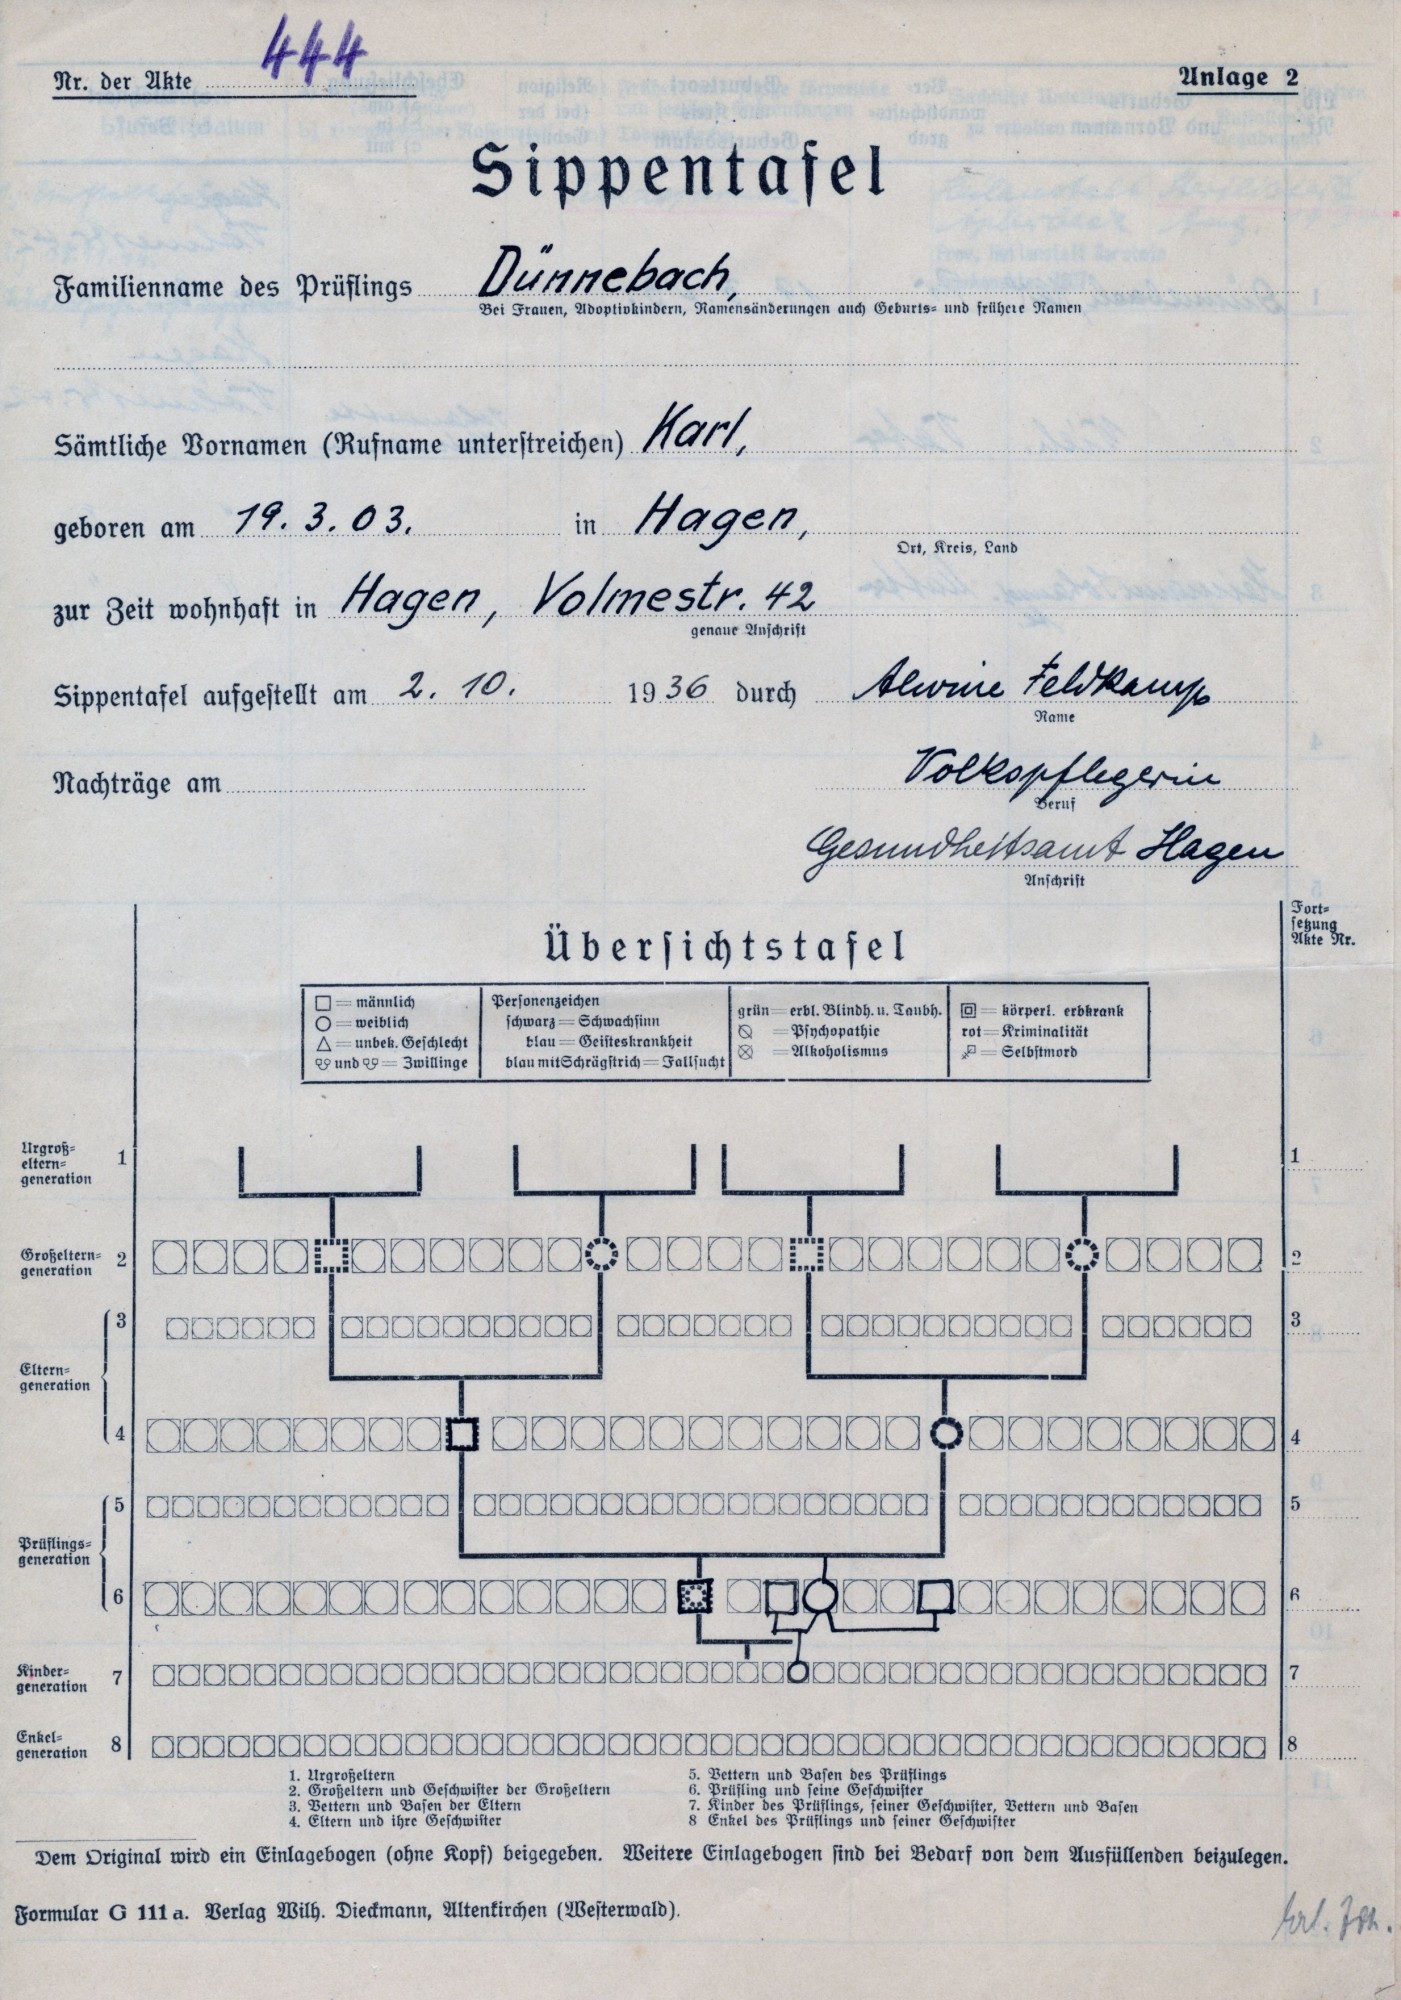 Nr. der Akte 444
Anlage 2
Sippentafel
Familienname des Prüflings Dünnebach,
Bei Frauen, Adoptivkindern, Namensänderungen auch Geburts- und frühere Namen
Sämtliche Vornamen (Rufname unterstreichen) Karl,
geboren am 19. 3. 03. in Hagen,
Ort, Kreis, Land
zur Zeit wohnhaft in Hagen, Volmestr. 42
genaue Anschrift
Sippentafel aufgestellt am 2. 10. 1936 durch Alwine Feldkamp
Name
Nachträge am Volkspflegerin
Beruf
Gesundheitsamt Hagen
Anschrift
Fort-
setzung
Akte Nr.
Übersichtstafel
□ = männlich
○ = weiblich
△ = unbek. Geschlecht
und = Zwillinge
Personenzeichen
schwarz = Schwachsinn
blau = Geisteskrankheit
blau mit Schrägstrich = Fallsucht
grün = erbl. Blindh. u. Taubh.
= Psychopathie
= Alkoholismus
= körperl. erbkrank
rot = Kriminalität
= Selbstmord
Urgroß-
eltern-
generation 1 1
Großeltern-
generation 2 2
3 3
Eltern-
generation
4 4
5 5
Prüflings-
generation
6 6
Kinder-
generation 7 7
Enkel-
generation 8 8
1. Urgroßeltern
2. Großeltern und Geschwister der Großeltern
3. Vettern und Basen der Eltern
4. Eltern und ihre Geschwister
5. Vettern und Basen des Prüflings
6. Prüfling und seine Geschwister
7. Kinder des Prüflings, seiner Geschwister, Vettern und Basen
8 Enkel des Prüflings und seiner Geschwister
Dem Original wird ein Einlagebogen (ohne Kopf) beigegeben. Weitere Einlagebogen sind bei Bedarf von dem Ausfüllenden beizulegen.
Formular G 111a. Verlag Wilh. Dieckmann, Altenkirchen (Westerwald).